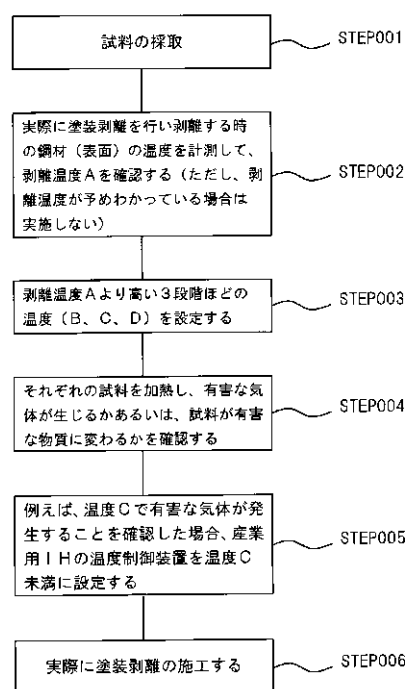 試料の採取
STEP001
実際に塗装剥離を行い剥離する時
の鋼材（表面）の温度を計測して、
剥離温度Ａを確認する（ただし、剥
離温度が予めわかっている場合は
実施しない）
STEP002
剥離温度Ａより高い３段階ほどの
温度（Ｂ、Ｃ、Ｄ）を設定する
STEP003
それぞれの試料を加熱し、有害な気
体が生じるかあるいは、試料が有害
な物質に変わるかを確認する
STEP004
例えば、温度Ｃで有害な気体が発
生することを確認した場合、産業
用ＩＨの温度制御装置を温度Ｃ
未満に設定する
STEP005
実際に塗装剥離の施工する
STEP006